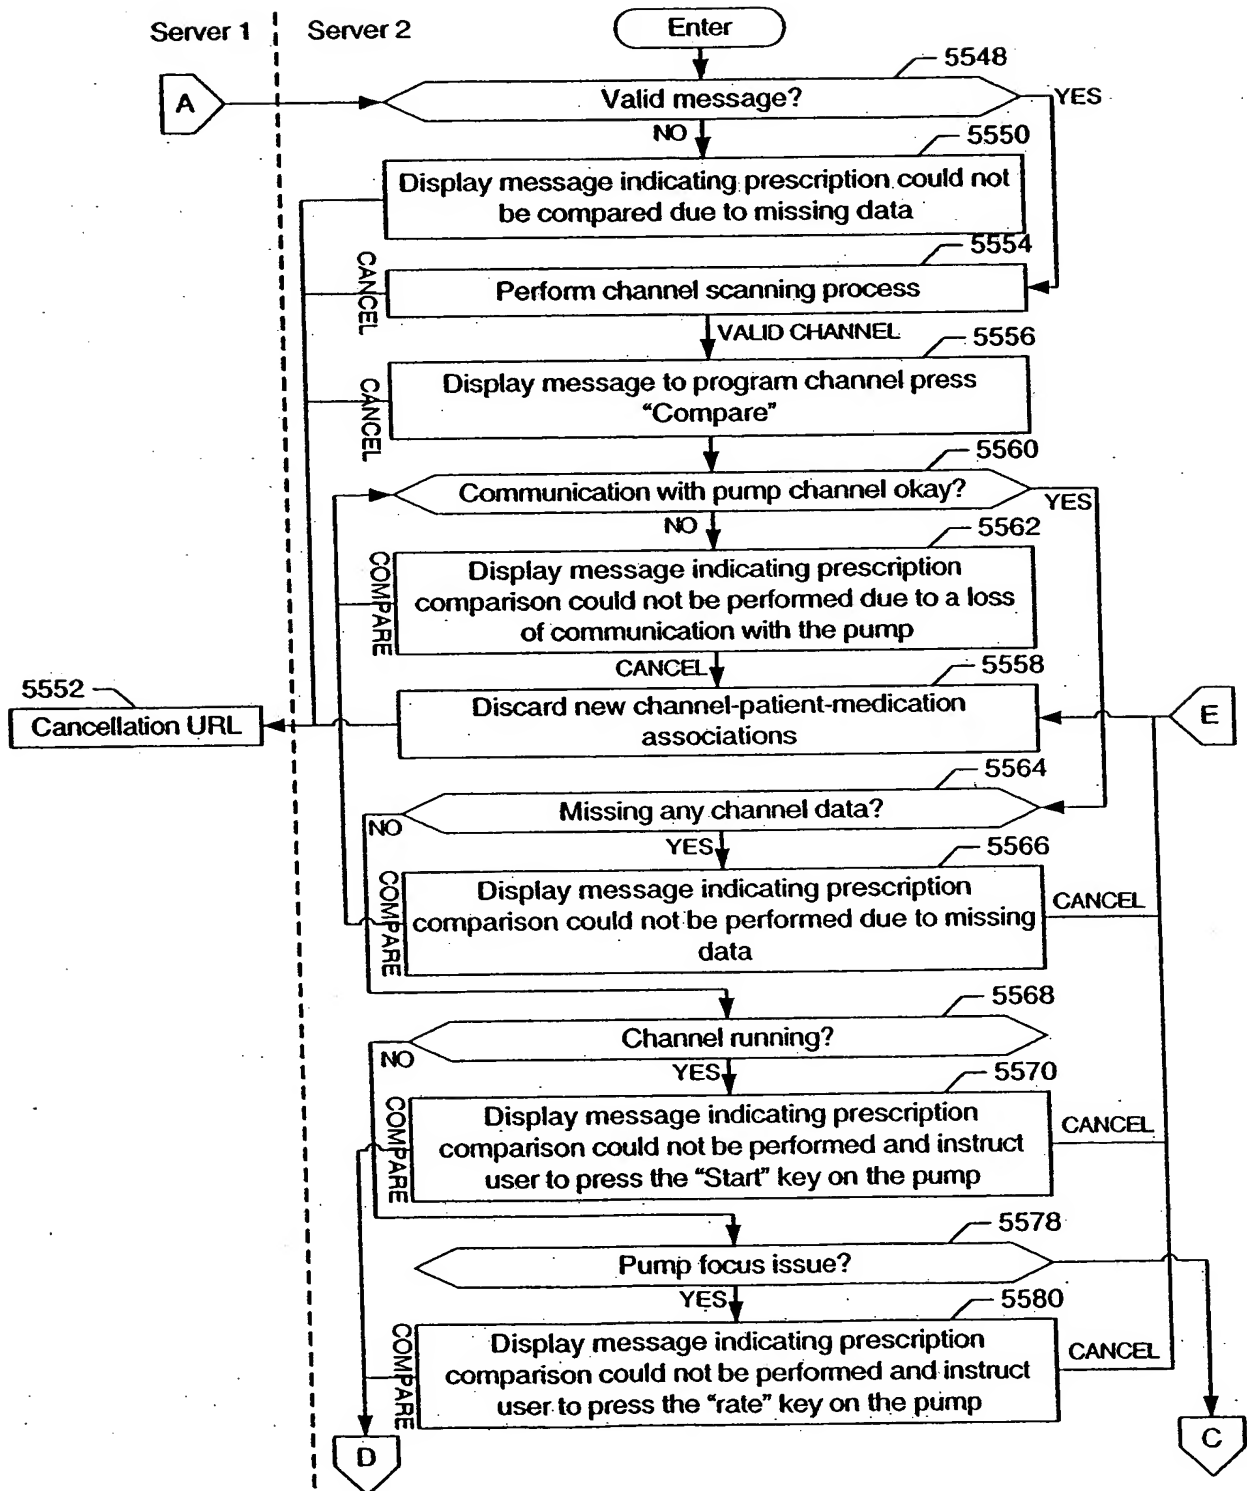 Server 1
Server 2
Enter
5548
A
Valid message?
YES
NO
5550
Display message indicating prescription could not
be compared due to missing data
5554
CANCEL
Perform channel scanning process
VALID CHANNEL
5556
CANCEL
Display message to program channel press
“Compare”
5560
Communication with pump channel okay?
YES
NO
5562
COMPARE
Display message indicating prescription
comparison could not be performed due to a loss
of communication with the pump
CANCEL
5558
5552
Cancellation URL
Discard new channel-patient-medication
associations
E
5564
Missing any channel data?
NO
YES
5566
COMPARE
Display message indicating prescription
comparison could not be performed due to missing
data
CANCEL
5568
Channel running?
NO
YES
5570
COMPARE
Display message indicating prescription
comparison could not be performed and instruct
user to press the “Start” key on the pump
CANCEL
5578
Pump focus issue?
YES
5580
COMPARE
Display message indicating prescription
comparison could not be performed and instruct
user to press the “rate” key on the pump
CANCEL
D
C